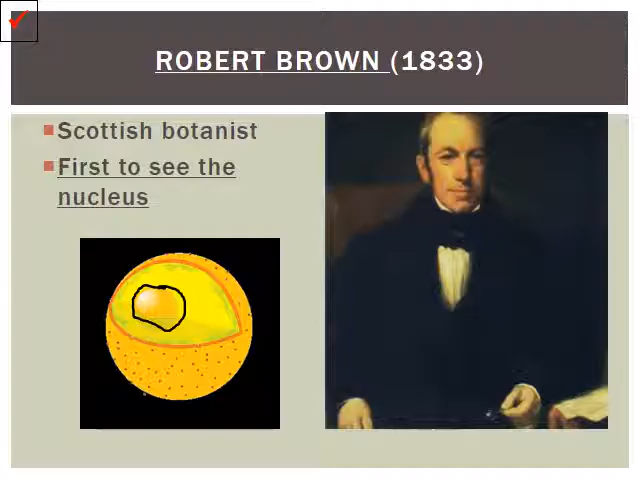 ROBERT BROWN (1833)
Scottish botanist
First to see the
nucleus